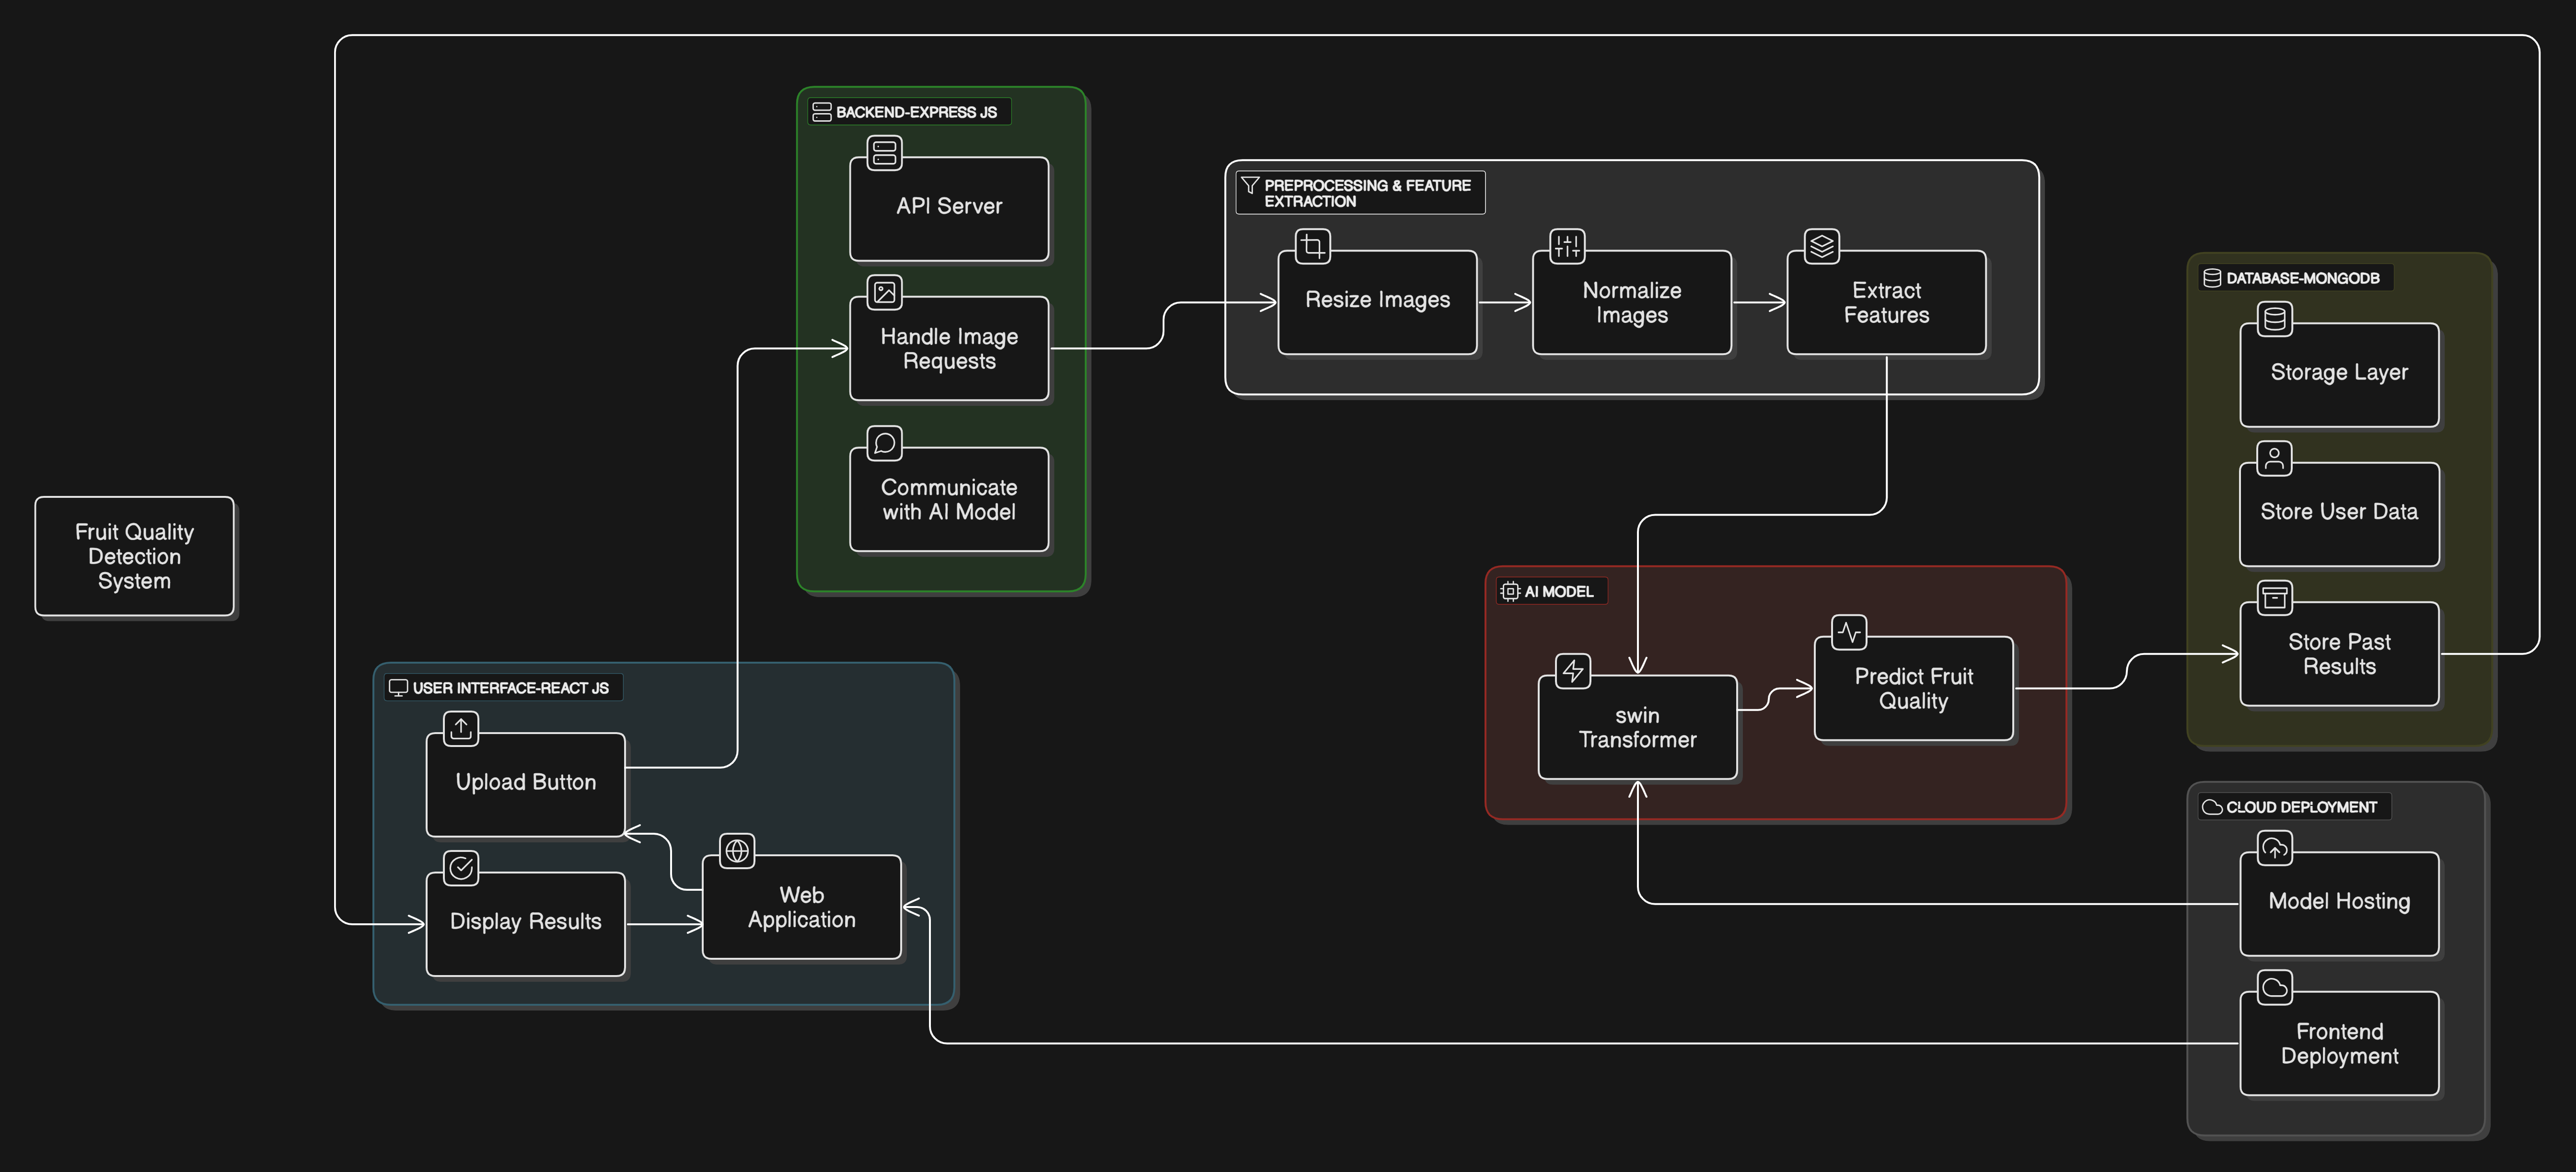 Fruit Quality
Detection
System
BACKEND-EXPRESS JS
API Server
Handle Image
Requests
Communicate
with AI Model
USER INTERFACE-REACT JS
Upload Button
Display Results
Web
Application
PREPROCESSING & FEATURE
EXTRACTION
Resize Images
Normalize
Images
Extract
Features
AI MODEL
swin
Transformer
Predict Fruit
Quality
DATABASE-MONGODB
Storage Layer
Store User Data
Store Past
Results
CLOUD DEPLOYMENT
Model Hosting
Frontend
Deployment